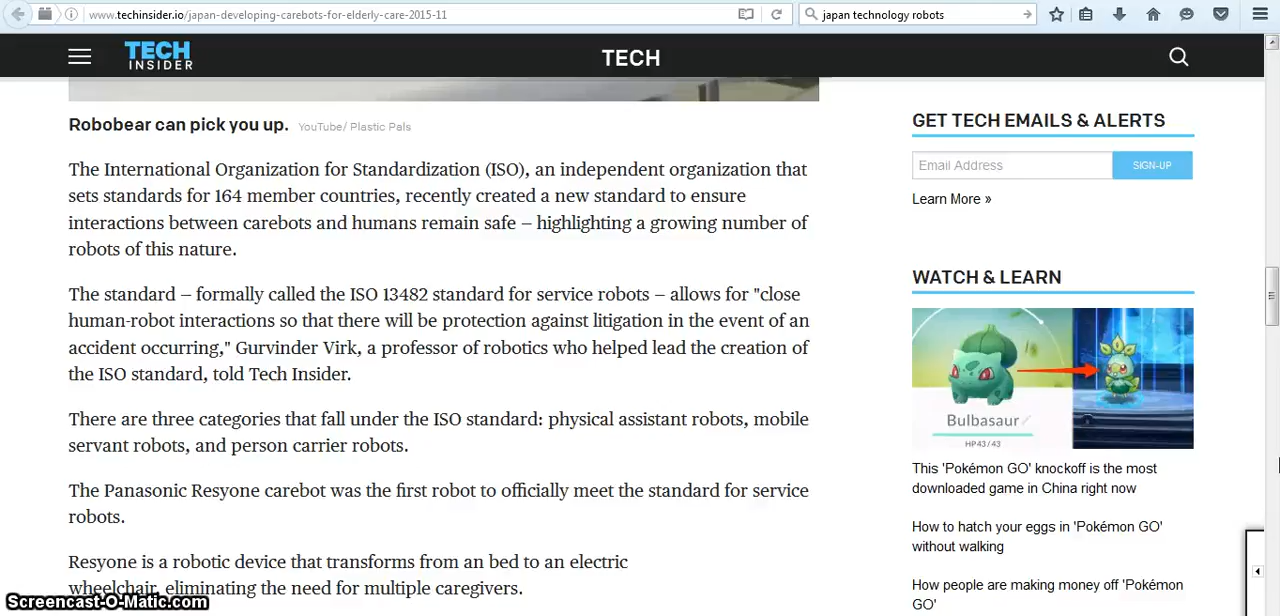 www.techinsider.io/japan-developing-carebots-for-elderly-care-2015-11
japan technology robots
TECH
INSIDER
TECH
Robobear can pick you up. YouTube/ Plastic Pals
The International Organization for Standardization (ISO), an independent organization that
sets standards for 164 member countries, recently created a new standard to ensure
interactions between carebots and humans remain safe – highlighting a growing number of
robots of this nature.
The standard – formally called the ISO 13482 standard for service robots – allows for "close
human-robot interactions so that there will be protection against litigation in the event of an
accident occurring," Gurvinder Virk, a professor of robotics who helped lead the creation of
the ISO standard, told Tech Insider.
There are three categories that fall under the ISO standard: physical assistant robots, mobile
servant robots, and person carrier robots.
The Panasonic Resyone carebot was the first robot to officially meet the standard for service
robots.
Resyone is a robotic device that transforms from an bed to an electric
wheelchair, eliminating the need for multiple caregivers.
GET TECH EMAILS & ALERTS
Email Address
SIGN-UP
Learn More »
WATCH & LEARN
Bulbasaur
HP43/43
This 'Pokémon GO' knockoff is the most
downloaded game in China right now
How to hatch your eggs in 'Pokémon GO'
without walking
How people are making money off 'Pokémon
GO'
Screencast-O-Matic.com